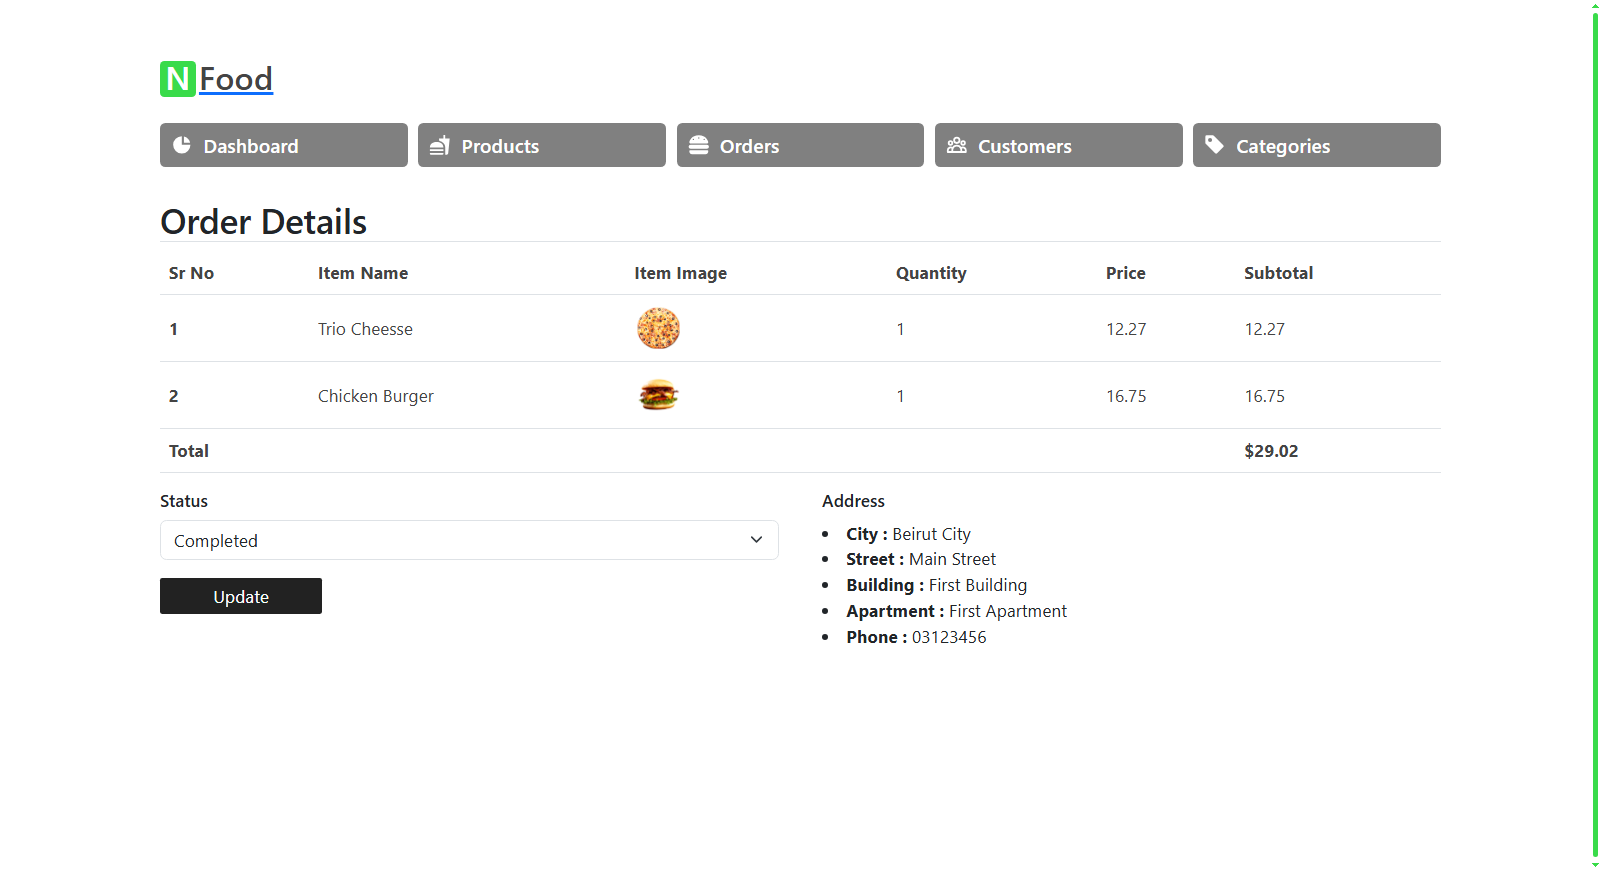 N Food
Dashboard Products Orders Customers Categories
Order Details
Sr No Item Name Item Image Quantity Price Subtotal
1 Trio Cheesse 1 12.27 12.27
2 Chicken Burger 1 16.75 16.75
Total $29.02
Status
Completed
Update
Address
City : Beirut City
Street : Main Street
Building : First Building
Apartment : First Apartment
Phone : 03123456